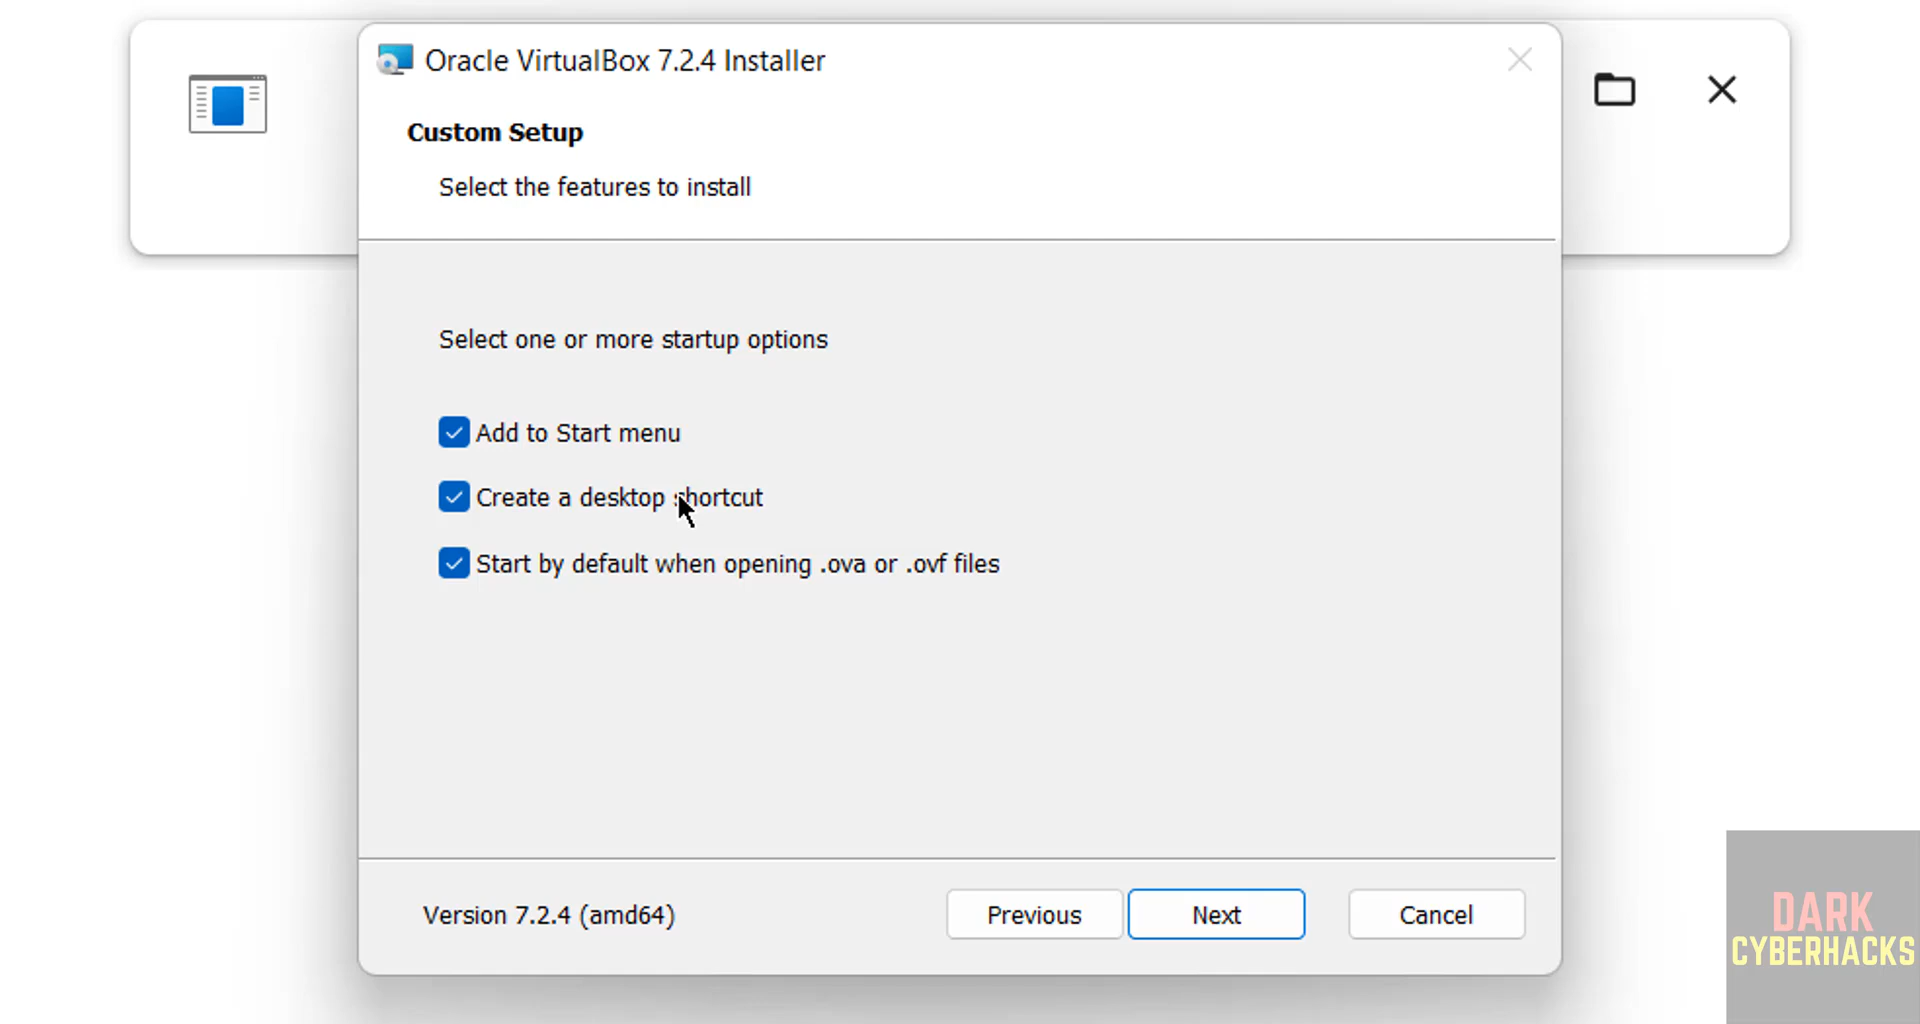 Oracle VirtualBox 7.2.4 Installer
Custom Setup
Select the features to install
Select one or more startup options
Add to Start menu
Create a desktop shortcut
Start by default when opening .ova or .ovf files
Version 7.2.4 (amd64)
Previous
Next
Cancel
DARK
CYBERHACKS